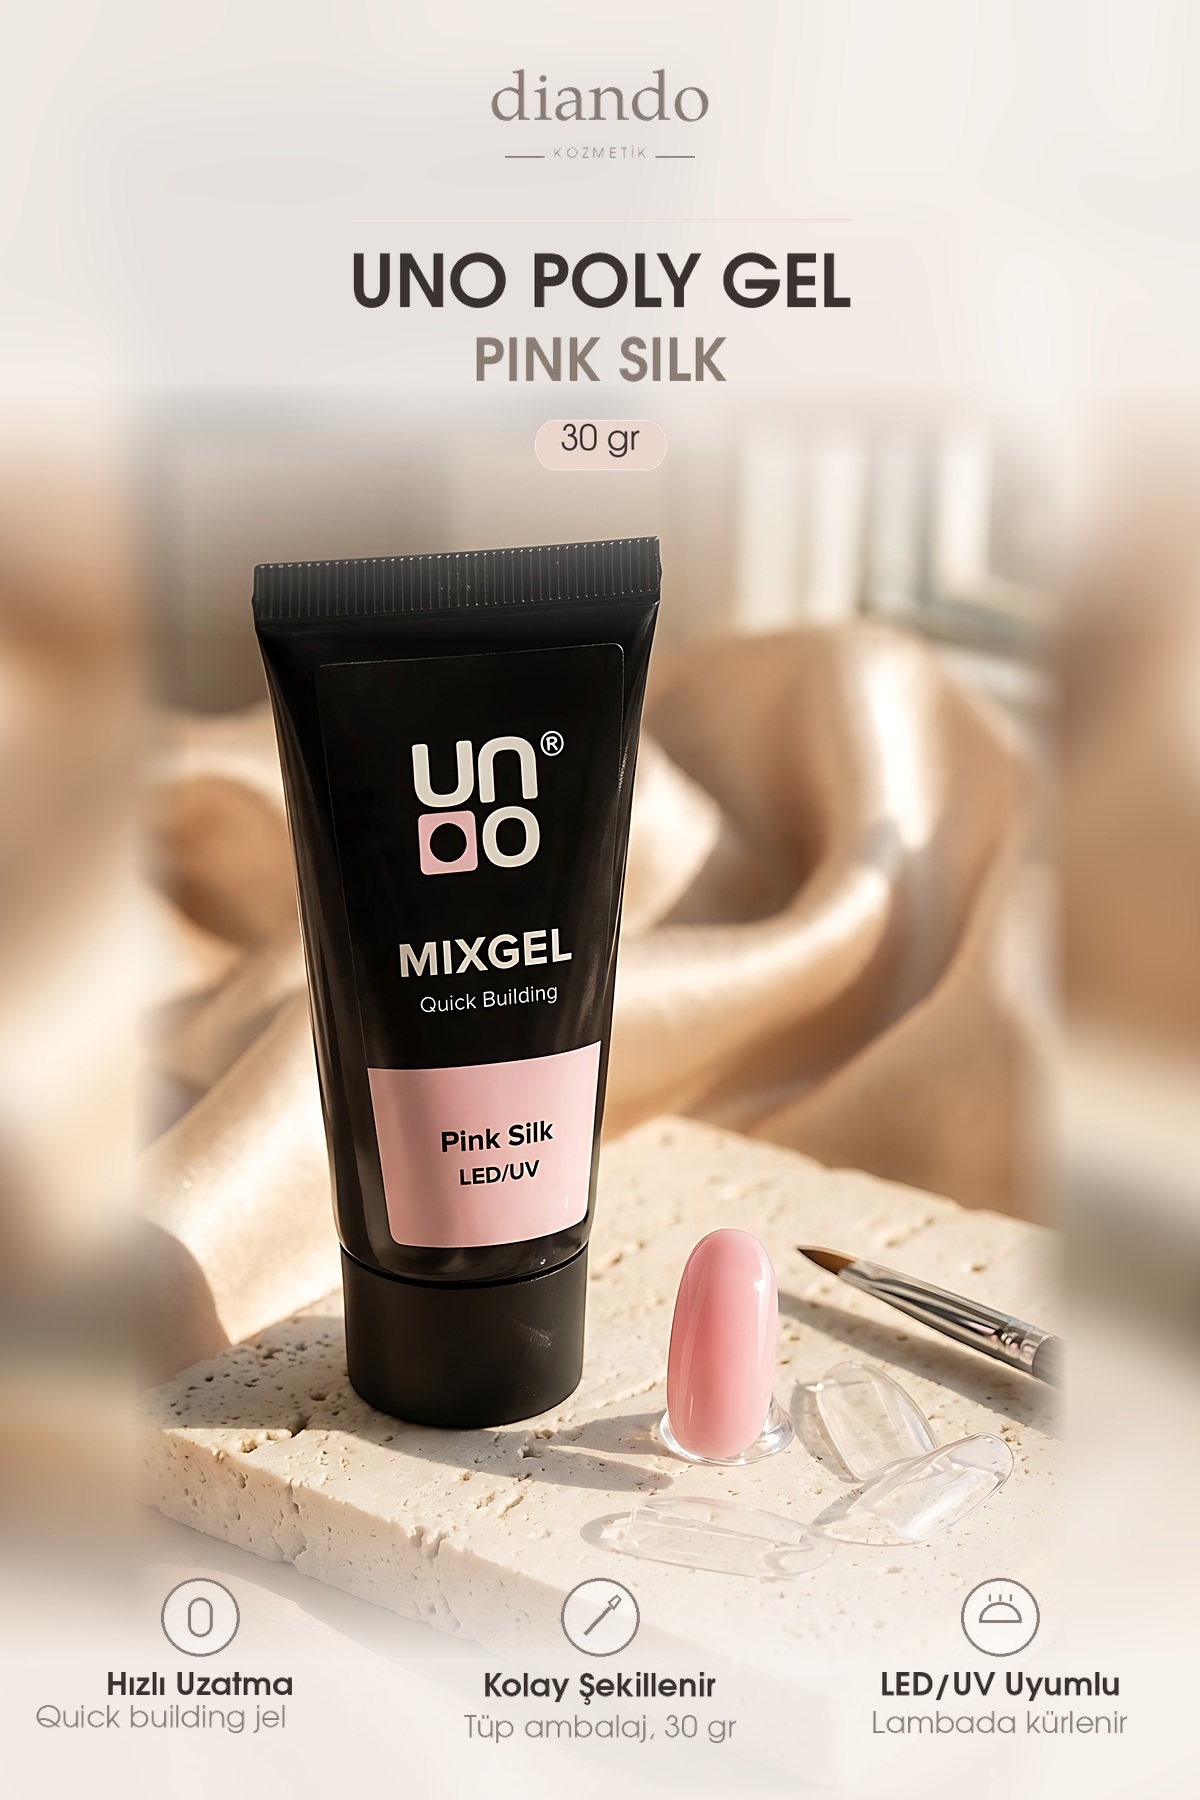 diando
KOZMETİK
UNO POLY GEL
PINK SILK
30 gr
un®
oo
MIXGEL
Quick Building
Pink Silk
LED/UV
Hızlı Uzatma
Quick building jel
Kolay Şekillenir
Tüp ambalaj, 30 gr
LED/UV Uyumlu
Lambada kürlenir